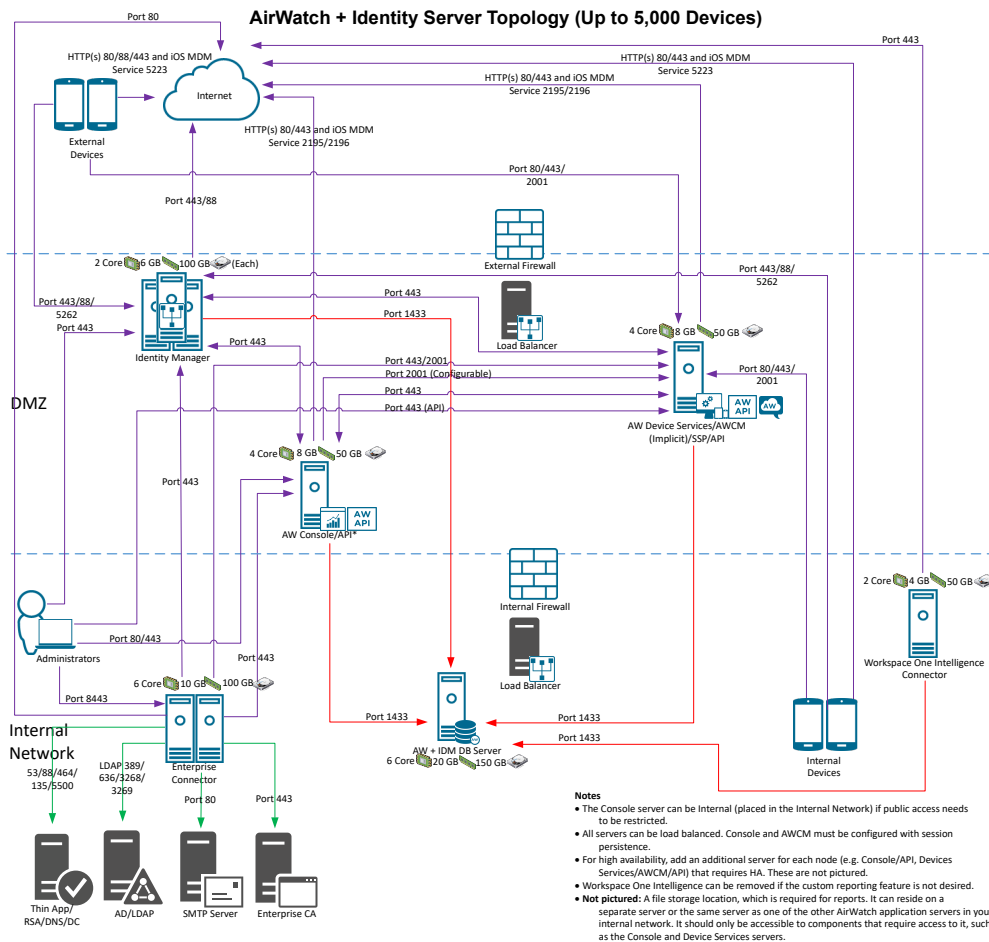 AirWatch + Identity Server Topology (Up to 5,000 Devices)
Port 80
Port 443
HTTP(s) 80/88/443 and iOS MDM
Service 5223
HTTP(s) 80/443 and iOS MDM
Service 5223
HTTP(s) 80/443 and iOS MDM
Service 2195/2196
Internet
HTTP(s) 80/443 and iOS MDM
Service 2195/2196
External
Devices
Port 80/443/
2001
Port 443/88
2 Core 6 GB 100 GB (Each)
External Firewall
Port 443/88/
5262
Port 443/88/
5262
Port 443
Port 443
Port 1433
Load Balancer
4 Core 8 GB 50 GB
Identity Manager
Port 443
Port 443/2001
Port 2001 (Configurable)
Port 80/443/
2001
Port 443
Port 443 (API)
DMZ
AW
API
AW
AW Device Services/AWCM
(Implicit)/SSP/API
4 Core 8 GB 50 GB
Port 443
AW
API
AW Console/API*
Internal Firewall
2 Core 4 GB 50 GB
Port 80/443
Administrators
Port 443
Load Balancer
Workspace One Intelligence
Connector
6 Core 10 GB 100 GB
Port 8443
Port 1433
Port 1433
Port 1433
Internal
Network
AW + IDM DB Server
6 Core 20 GB 150 GB
Internal
Devices
Enterprise
Connector
53/88/464/
135/5500
LDAP 389/
636/3268/
3269
Port 80
Port 443
Thin App/
RSA/DNS/DC
AD/LDAP
SMTP Server
Enterprise CA
Notes
• The Console server can be Internal (placed in the Internal Network) if public access needs
to be restricted.
• All servers can be load balanced. Console and AWCM must be configured with session
persistence.
• For high availability, add an additional server for each node (e.g. Console/API, Devices
Services/AWCM/API) that requires HA. These are not pictured.
• Workspace One Intelligence can be removed if the custom reporting feature is not desired.
• Not pictured: A file storage location, which is required for reports. It can reside on a
separate server or the same server as one of the other AirWatch application servers in you
internal network. It should only be accessible to components that require access to it, suc
as the Console and Device Services servers.